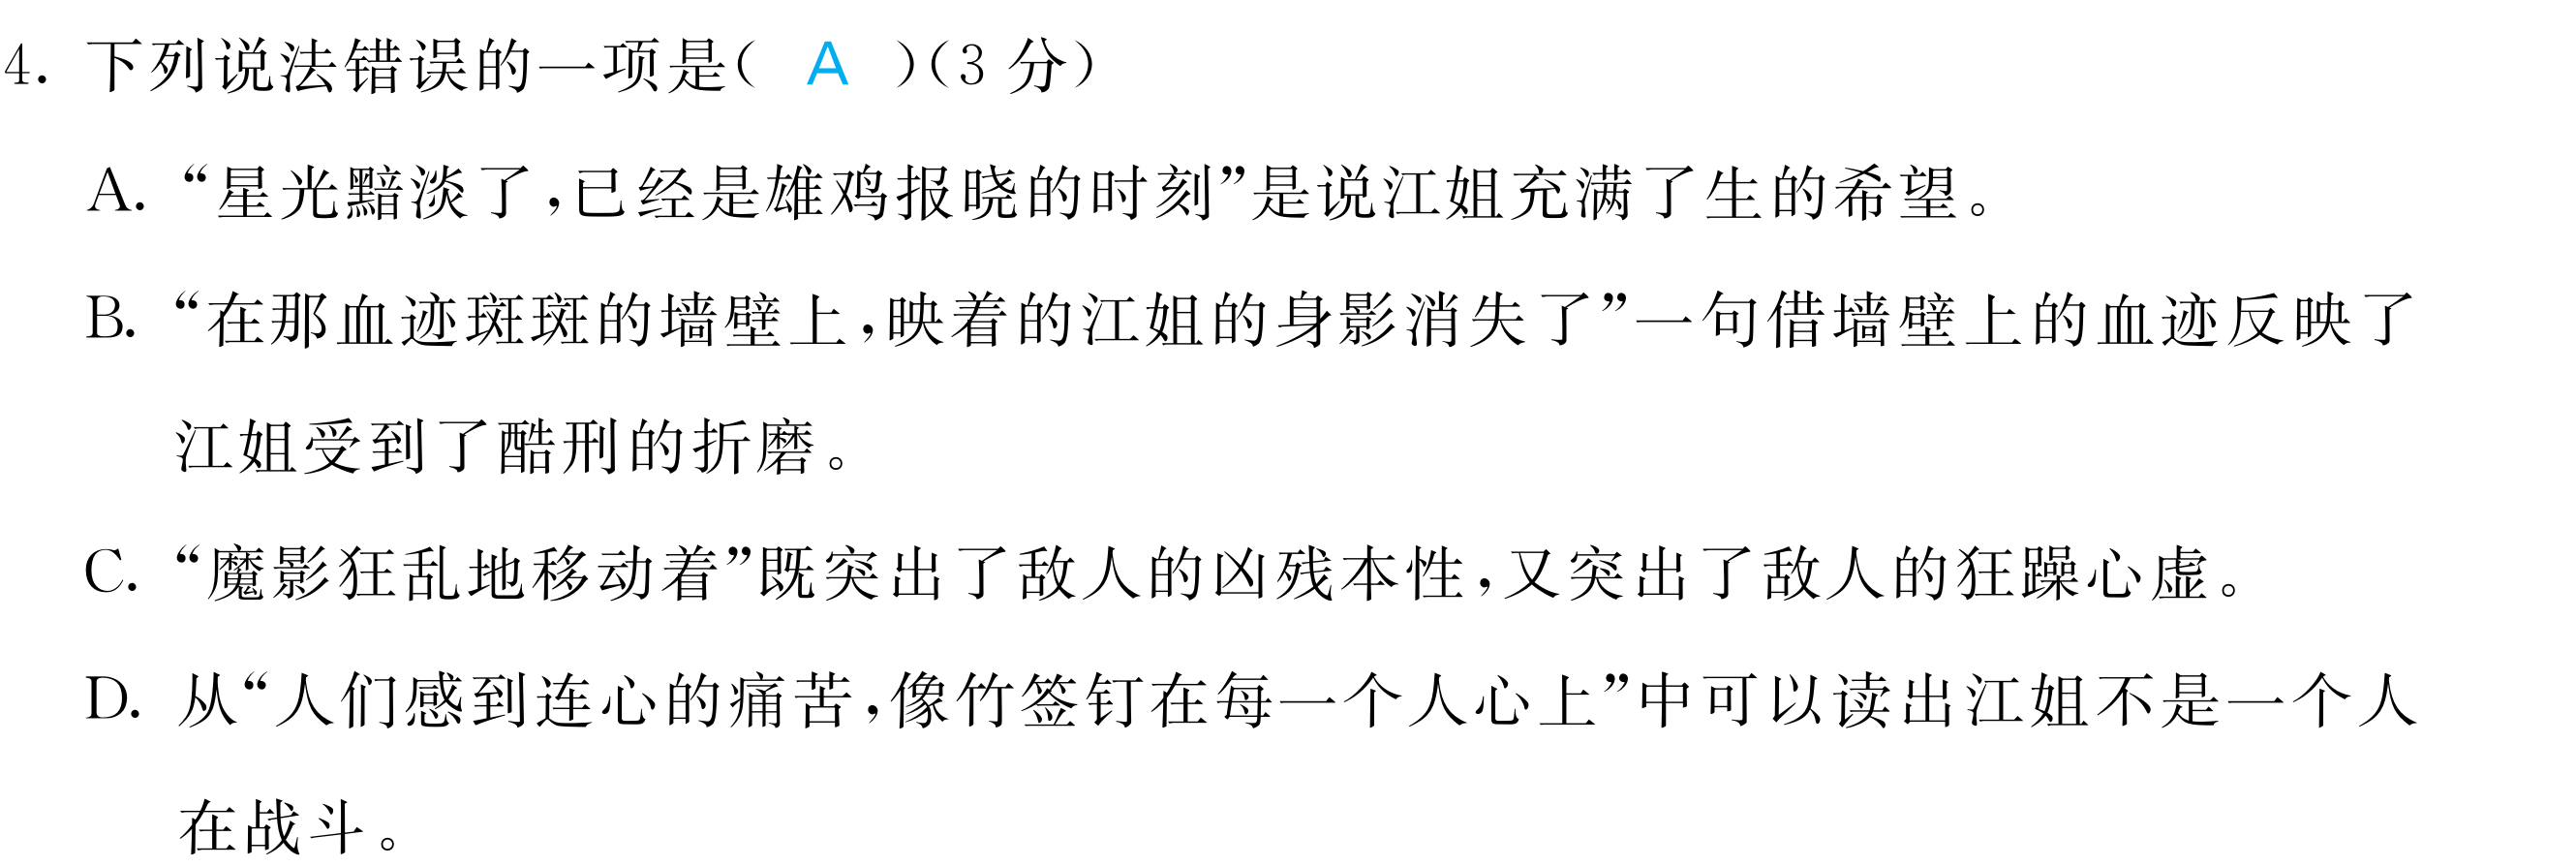 4. 下列说法错误的一项是( A )(3 分)
A. “星光黯淡了,已经是雄鸡报晓的时刻”是说江姐充满了生的希望。
B. “在那血迹斑斑的墙壁上,映着的江姐的身影消失了”一句借墙壁上的血迹反映了
江姐受到了酷刑的折磨。
C. “魔影狂乱地移动着”既突出了敌人的凶残本性,又突出了敌人的狂躁心虚。
D. 从“人们感到连心的痛苦,像竹签钉在每一个人心上”中可以读出江姐不是一个人
在战斗。